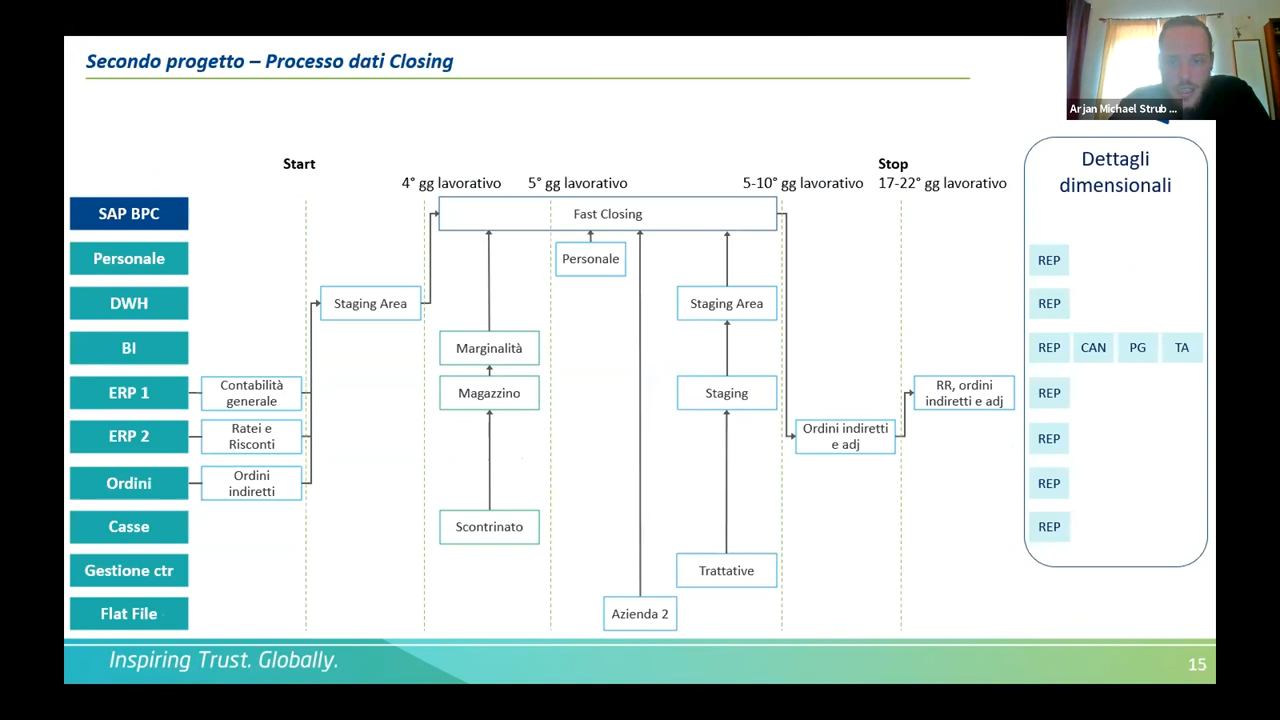 Secondo progetto – Processo dati Closing
Arjan Michael Strub ...
Start
Stop
4° gg lavorativo
5° gg lavorativo
5-10° gg lavorativo
17-22° gg lavorativo
Dettagli
dimensionali
SAP BPC
Fast Closing
Personale
Personale
REP
DWH
Staging Area
Staging Area
REP
BI
Marginalità
REP
CAN
PG
TA
ERP 1
Contabilità
generale
Magazzino
Staging
RR, ordini
indiretti e adj
REP
ERP 2
Ratei e
Risconti
Ordini indiretti
e adj
REP
Ordini
Ordini
indiretti
REP
Casse
Scontrinato
REP
Gestione ctr
Trattative
Flat File
Azienda 2
Inspiring Trust. Globally.
15